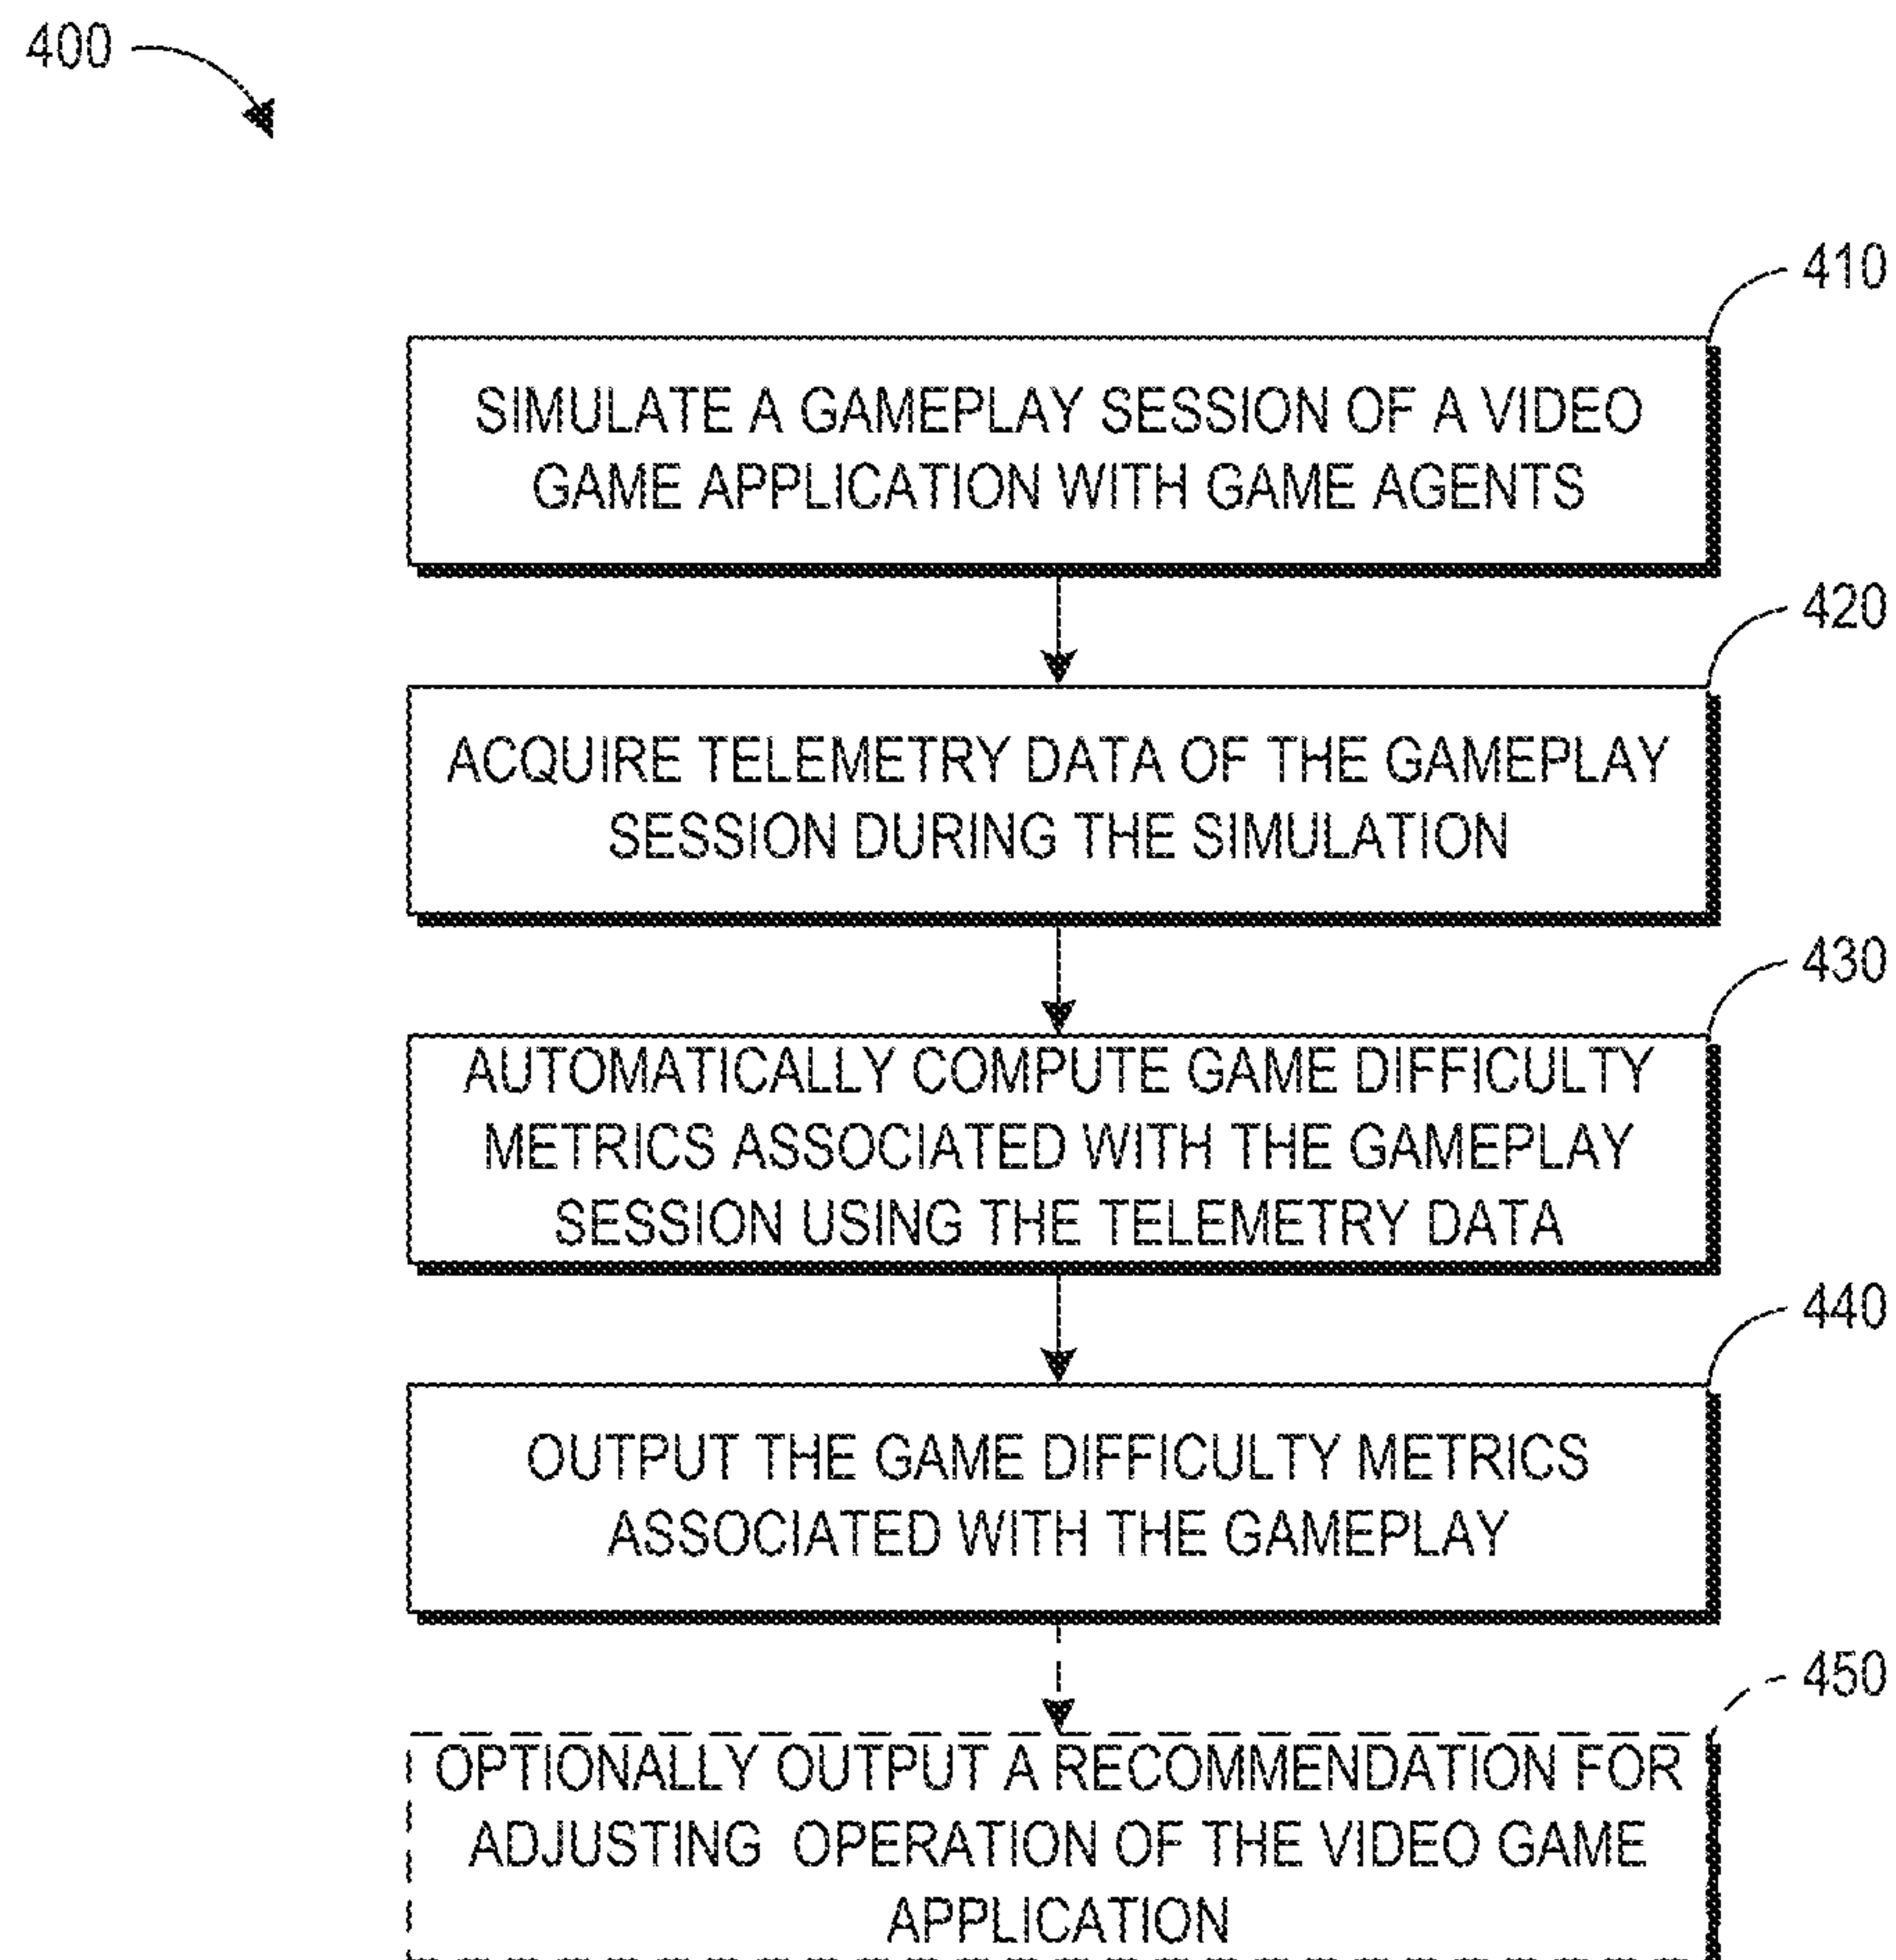 400
410
SIMULATE A GAMEPLAY SESSION OF A VIDEO
GAME APPLICATION WITH GAME AGENTS
420
ACQUIRE TELEMETRY DATA OF THE GAMEPLAY
SESSION DURING THE SIMULATION
430
AUTOMATICALLY COMPUTE GAME DIFFICULTY
METRICS ASSOCIATED WITH THE GAMEPLAY
SESSION USING THE TELEMETRY DATA
440
OUTPUT THE GAME DIFFICULTY METRICS
ASSOCIATED WITH THE GAMEPLAY
450
OPTIONALLY OUTPUT A RECOMMENDATION FOR
ADJUSTING OPERATION OF THE VIDEO GAME
APPLICATION